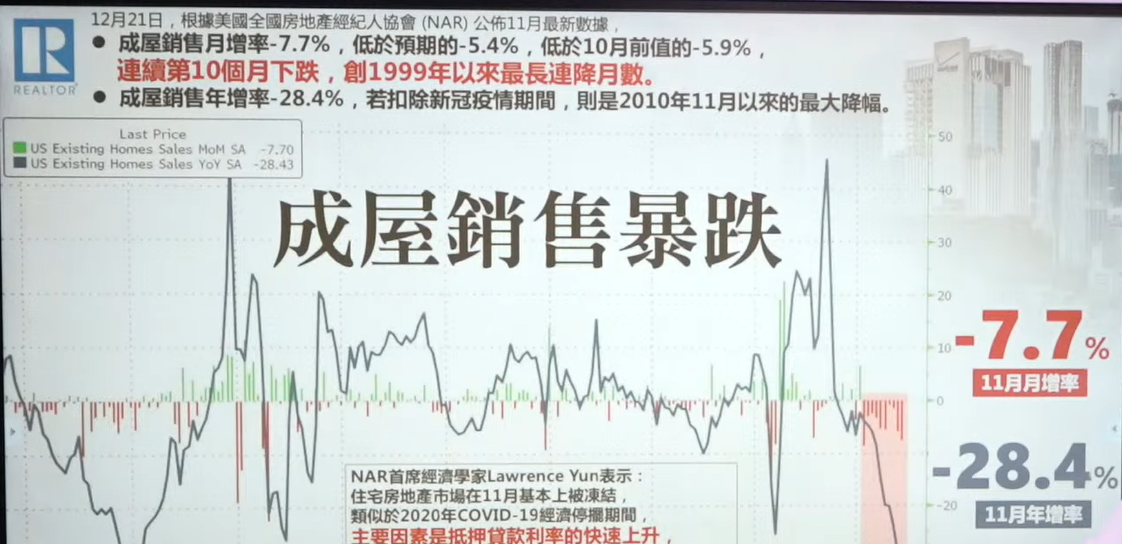 12月21日，根據美國全國房地產經紀人協會 (NAR) 公佈11月最新數據，
● 成屋銷售月增率-7.7%，低於預期的-5.4%，低於10月前值的-5.9%，
連續第10個月下跌，創1999年以來最長連降月數。
● 成屋銷售年增率-28.4%，若扣除新冠疫情期間，則是2010年11月以來的最大降幅。
R
REALTOR®
Last Price
US Existing Homes Sales MoM SA -7.70
US Existing Homes Sales YoY SA -28.43
成屋銷售暴跌
50
40
30
20
10
0
-20
-7.7%
11月月增率
-28.4%
11月年增率
NAR首席經濟學家Lawrence Yun表示：
住宅房地產市場在11月基本上被凍結，
類似於2020年COVID-19經濟停擺期間，
主要因素是抵押貸款利率的快速上升，